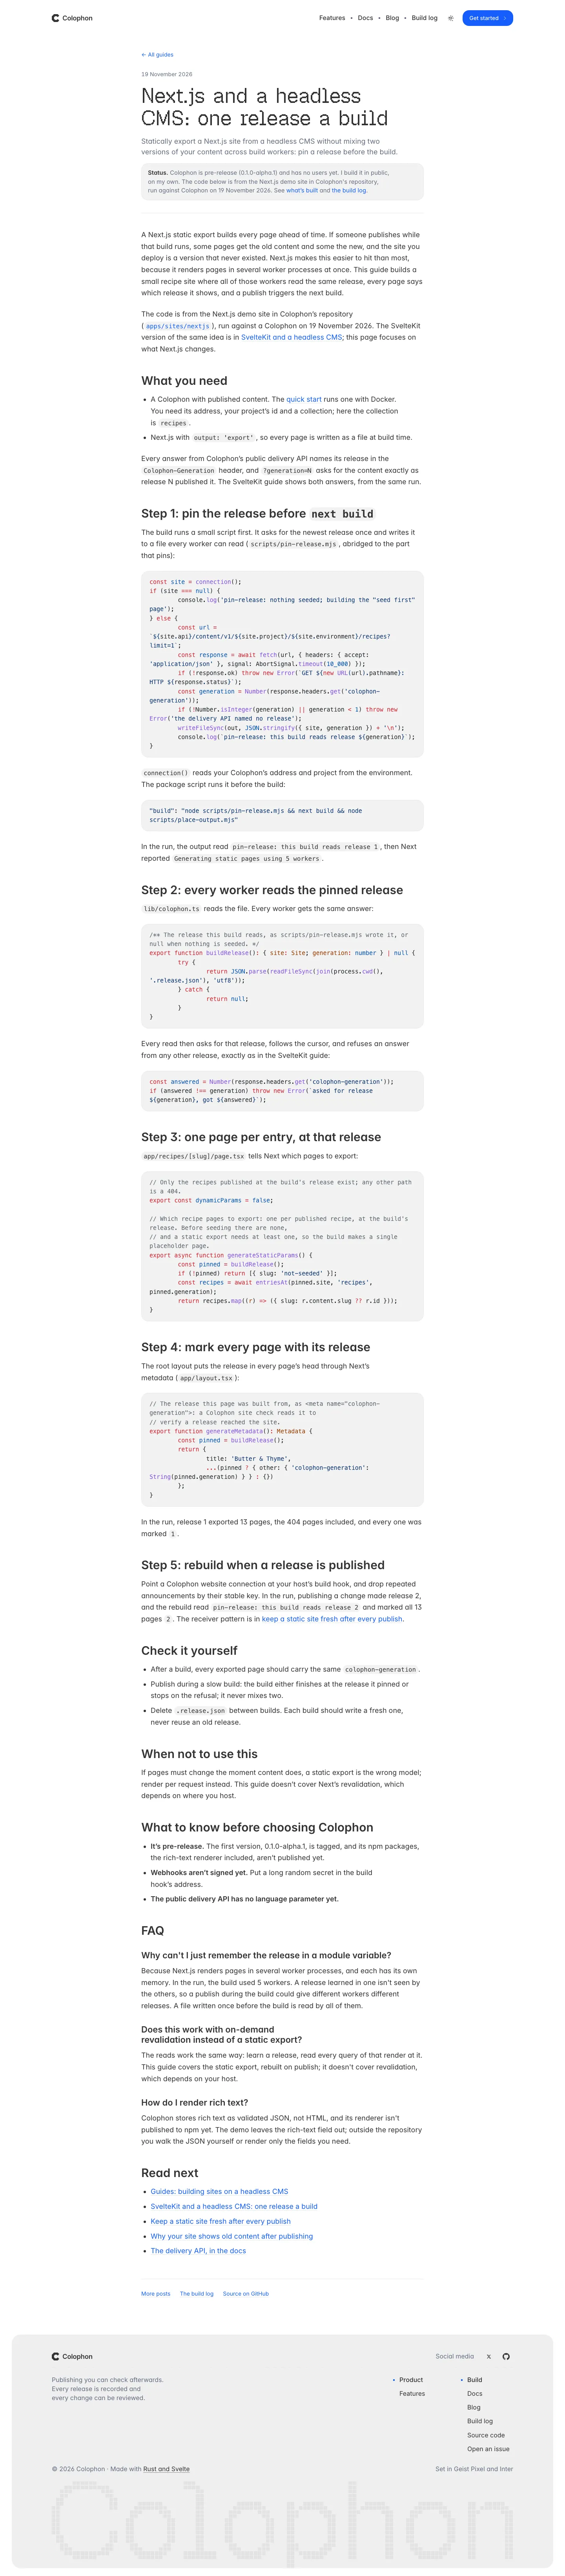 Colophon
Features • Docs • Blog • Build log
Get started
← All guides
19 November 2026
Next.js and a headless
CMS: one release a build
Statically export a Next.js site from a headless CMS without mixing two
versions of your content across build workers: pin a release before the build.
Status. Colophon is pre-release (0.1.0-alpha.1) and has no users yet. I build it in public,
on my own. The code below is from the Next.js demo site in Colophon's repository,
run against Colophon on 19 November 2026. See what's built and the build log.
A Next.js static export builds every page ahead of time. If someone publishes while
that build runs, some pages get the old content and some the new, and the site you
deploy is a version that never existed. Next.js makes this easier to hit than most,
because it renders pages in several worker processes at once. This guide builds a
small recipe site where all of those workers read the same release, every page says
which release it shows, and a publish triggers the next build.
The code is from the Next.js demo site in Colophon's repository
(apps/sites/nextjs), run against a Colophon on 19 November 2026. The SvelteKit
version of the same idea is in SvelteKit and a headless CMS; this page focuses on
what Next.js changes.
What you need
• A Colophon with published content. The quick start runs one with Docker.
You need its address, your project's id and a collection; here the collection
is recipes.
• Next.js with output: 'export', so every page is written as a file at build time.
Every answer from Colophon's public delivery API names its release in the
Colophon-Generation header, and ?generation=N asks for the content exactly as
release N published it. The SvelteKit guide shows both answers, from the same run.
Step 1: pin the release before next build
The build runs a small script first. It asks for the newest release once and writes it
to a file every worker can read (scripts/pin-release.mjs, abridged to the part
that pins):
const site = connection();
if (site === null) {
console.log('pin-release: nothing seeded; building the "seed first"
page');
} else {
const url =
`${site.api}/content/v1/${site.project}/${site.environment}/recipes?
limit=1`;
const response = await fetch(url, { headers: { accept:
'application/json' }, signal: AbortSignal.timeout(10_000) });
if (!response.ok) throw new Error(`GET ${new URL(url).pathname}:
HTTP ${response.status}`);
const generation = Number(response.headers.get('colophon-
generation'));
if (!Number.isInteger(generation) || generation < 1) throw new
Error('the delivery API named no release');
writeFileSync(out, JSON.stringify({ site, generation }) + '\n');
console.log(`pin-release: this build reads release ${generation}`);
}
connection() reads your Colophon's address and project from the environment.
The package script runs it before the build:
"build": "node scripts/pin-release.mjs && next build && node
scripts/place-output.mjs"
In the run, the output read pin-release: this build reads release 1, then Next
reported Generating static pages using 5 workers.
Step 2: every worker reads the pinned release
lib/colophon.ts reads the file. Every worker gets the same answer:
/** The release this build reads, as scripts/pin-release.mjs wrote it, or
null when nothing is seeded. */
export function buildRelease(): { site: Site; generation: number } | null {
try {
return JSON.parse(readFileSync(join(process.cwd(),
'.release.json'), 'utf8'));
} catch {
return null;
}
}
Every read then asks for that release, follows the cursor, and refuses an answer
from any other release, exactly as in the SvelteKit guide:
const answered = Number(response.headers.get('colophon-generation'));
if (answered !== generation) throw new Error(`asked for release
${generation}, got ${answered}`);
Step 3: one page per entry, at that release
app/recipes/[slug]/page.tsx tells Next which pages to export:
// Only the recipes published at the build's release exist; any other path
is a 404.
export const dynamicParams = false;
// Which recipe pages to export: one per published recipe, at the build's
release. Before seeding there are none,
// and a static export needs at least one, so the build makes a single
placeholder page.
export async function generateStaticParams() {
const pinned = buildRelease();
if (!pinned) return [{ slug: 'not-seeded' }];
const recipes = await entriesAt(pinned.site, 'recipes',
pinned.generation);
return recipes.map((r) => ({ slug: r.content.slug ?? r.id }));
}
Step 4: mark every page with its release
The root layout puts the release in every page's head through Next's
metadata (app/layout.tsx):
// The release this page was built from, as <meta name="colophon-
generation">: a Colophon site check reads it to
// verify a release reached the site.
export function generateMetadata(): Metadata {
const pinned = buildRelease();
return {
title: 'Butter & Thyme',
...(pinned ? { other: { 'colophon-generation':
String(pinned.generation) } } : {})
};
}
In the run, release 1 exported 13 pages, the 404 pages included, and every one was
marked 1.
Step 5: rebuild when a release is published
Point a Colophon website connection at your host's build hook, and drop repeated
announcements by their stable key. In the run, publishing a change made release 2,
and the rebuild read pin-release: this build reads release 2 and marked all 13
pages 2. The receiver pattern is in keep a static site fresh after every publish.
Check it yourself
• After a build, every exported page should carry the same colophon-generation.
• Publish during a slow build: the build either finishes at the release it pinned or
stops on the refusal; it never mixes two.
• Delete .release.json between builds. Each build should write a fresh one,
never reuse an old release.
When not to use this
If pages must change the moment content does, a static export is the wrong model;
render per request instead. This guide doesn't cover Next's revalidation, which
depends on where you host.
What to know before choosing Colophon
• It's pre-release. The first version, 0.1.0-alpha.1, is tagged, and its npm packages,
the rich-text renderer included, aren't published yet.
• Webhooks aren't signed yet. Put a long random secret in the build
hook's address.
• The public delivery API has no language parameter yet.
FAQ
Why can't I just remember the release in a module variable?
Because Next.js renders pages in several worker processes, and each has its own
memory. In the run, the build used 5 workers. A release learned in one isn't seen by
the others, so a publish during the build could give different workers different
releases. A file written once before the build is read by all of them.
Does this work with on-demand
revalidation instead of a static export?
The reads work the same way: learn a release, read every query of that render at it.
This guide covers the static export, rebuilt on publish; it doesn't cover revalidation,
which depends on your host.
How do I render rich text?
Colophon stores rich text as validated JSON, not HTML, and its renderer isn't
published to npm yet. The demo leaves the rich-text field out; outside the repository
you walk the JSON yourself or render only the fields you need.
Read next
• Guides: building sites on a headless CMS
• SvelteKit and a headless CMS: one release a build
• Keep a static site fresh after every publish
• Why your site shows old content after publishing
• The delivery API, in the docs
More posts
The build log
Source on GitHub
Colophon
Social media
Publishing you can check afterwards.
Every release is recorded and
every change can be reviewed.
• Product
Features
• Build
Docs
Blog
Build log
Source code
Open an issue
© 2026 Colophon · Made with Rust and Svelte
Set in Geist Pixel and Inter
Colophon